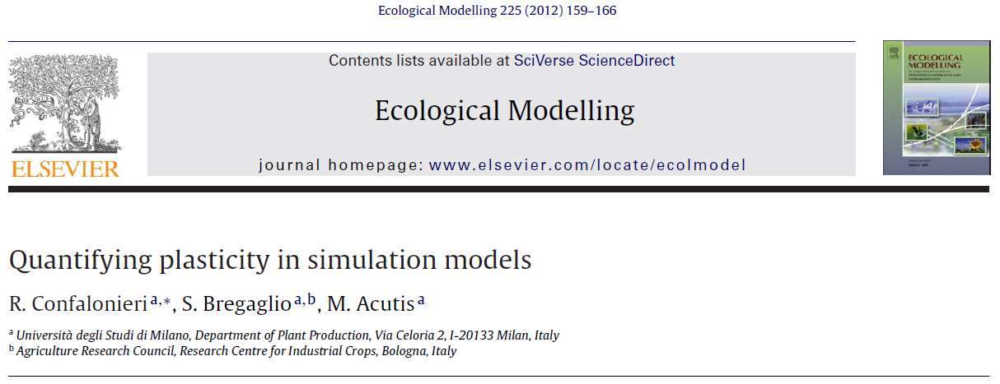 Ecological Modelling 225 (2012) 159–166
Contents lists available at SciVerse ScienceDirect
Ecological Modelling
journal homepage: www.elsevier.com/locate/ecolmodel
ELSEVIER
ECOLOGICAL
MODELLING
Quantifying plasticity in simulation models
R. Confalonieri a,*, S. Bregaglio a,b, M. Acutis a
a Università degli Studi di Milano, Department of Plant Production, Via Celoria 2, I-20133 Milan, Italy
b Agriculture Research Council, Research Centre for Industrial Crops, Bologna, Italy